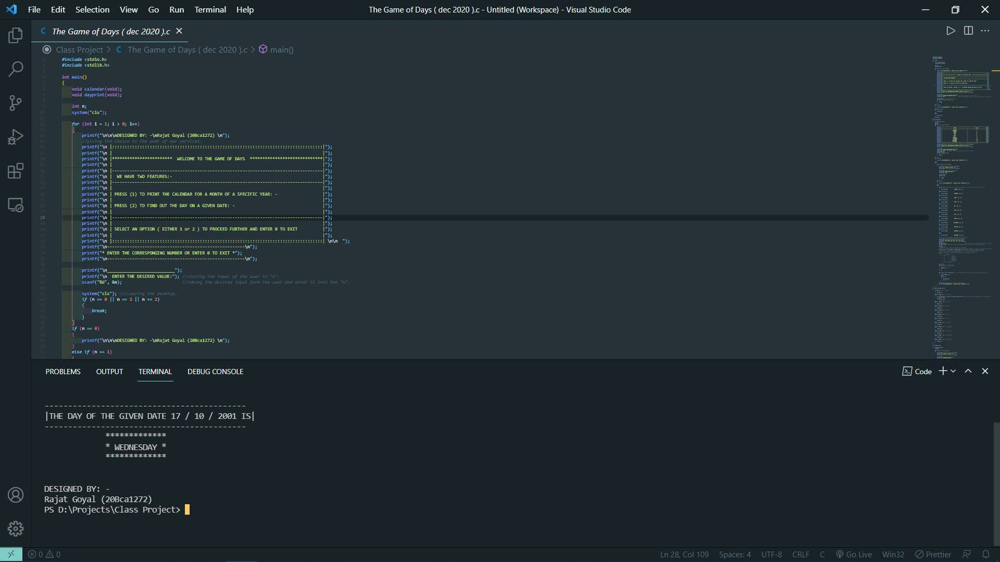 File Edit Selection View Go Run Terminal Help
The Game of Days ( dec 2020 ).c - Untitled (Workspace) - Visual Studio Code
C The Game of Days ( dec 2020 ).c
Class Project > C The Game of Days ( dec 2020 ).c > main()
#include <stdio.h>
#include <stdlib.h>
int main()
{
void calendar(void);
void dayprint(void);
int n;
system("cls");
for (int i = 1; i > 0; i++)
{
printf("\n\n\nDESIGNED BY: -\nRajat Goyal (20Bca1272) \n");
//giving the choice to the user of our services.
printf("\n |::::::::::::::::::::::::::::::::::::::::::::::::::::::::::::::::::::::::::::::::::::|");
printf("\n | |");
printf("\n |************************ WELCOME TO THE GAME OF DAYS *****************************|");
printf("\n | |");
printf("\n |------------------------------------------------------------------------------------|");
printf("\n | WE HAVE TWO FEATURES:- |");
printf("\n |------------------------------------------------------------------------------------|");
printf("\n | |");
printf("\n | PRESS (1) TO PRINT THE CALENDAR FOR A MONTH OF A SPECIFIC YEAR: - |");
printf("\n | |");
printf("\n | PRESS (2) TO FIND OUT THE DAY ON A GIVEN DATE: - |");
printf("\n | |");
28 printf("\n |------------------------------------------------------------------------------------|");
printf("\n | |");
printf("\n | SELECT AN OPTION ( EITHER 1 or 2 ) TO PROCEED FURTHER AND ENTER 0 TO EXIT |");
printf("\n | |");
printf("\n |::::::::::::::::::::::::::::::::::::::::::::::::::::::::::::::::::::::::::::::::::::| \n\n ");
printf("\n-------------------------------------------------------\n");
printf("* ENTER THE CORRESPONGING NUMBER OR ENTER 0 TO EXIT *");
printf("\n-------------------------------------------------------\n");
printf("\n___________________________");
printf("\n ENTER THE DESIRED VALUE:"); //storing the input of the user in "n".
scanf("%d", &n); //taking the desired input form the user and enter it into the "n".
system("cls"); //clearing the desktop.
if (n == 0 || n == 1 || n == 2)
{
break;
}
}
if (n == 0)
{
printf("\n\n\nDESIGNED BY: -\nRajat Goyal (20Bca1272) \n");
}
else if (n == 1)
{
PROBLEMS OUTPUT TERMINAL DEBUG CONSOLE
Code
-------------------------------------------
|THE DAY OF THE GIVEN DATE 17 / 10 / 2001 IS|
-------------------------------------------
*************
* WEDNESDAY *
*************
DESIGNED BY: -
Rajat Goyal (20Bca1272)
PS D:\Projects\Class Project>
0 0 Ln 28, Col 109 Spaces: 4 UTF-8 CRLF C Go Live Win32 Prettier